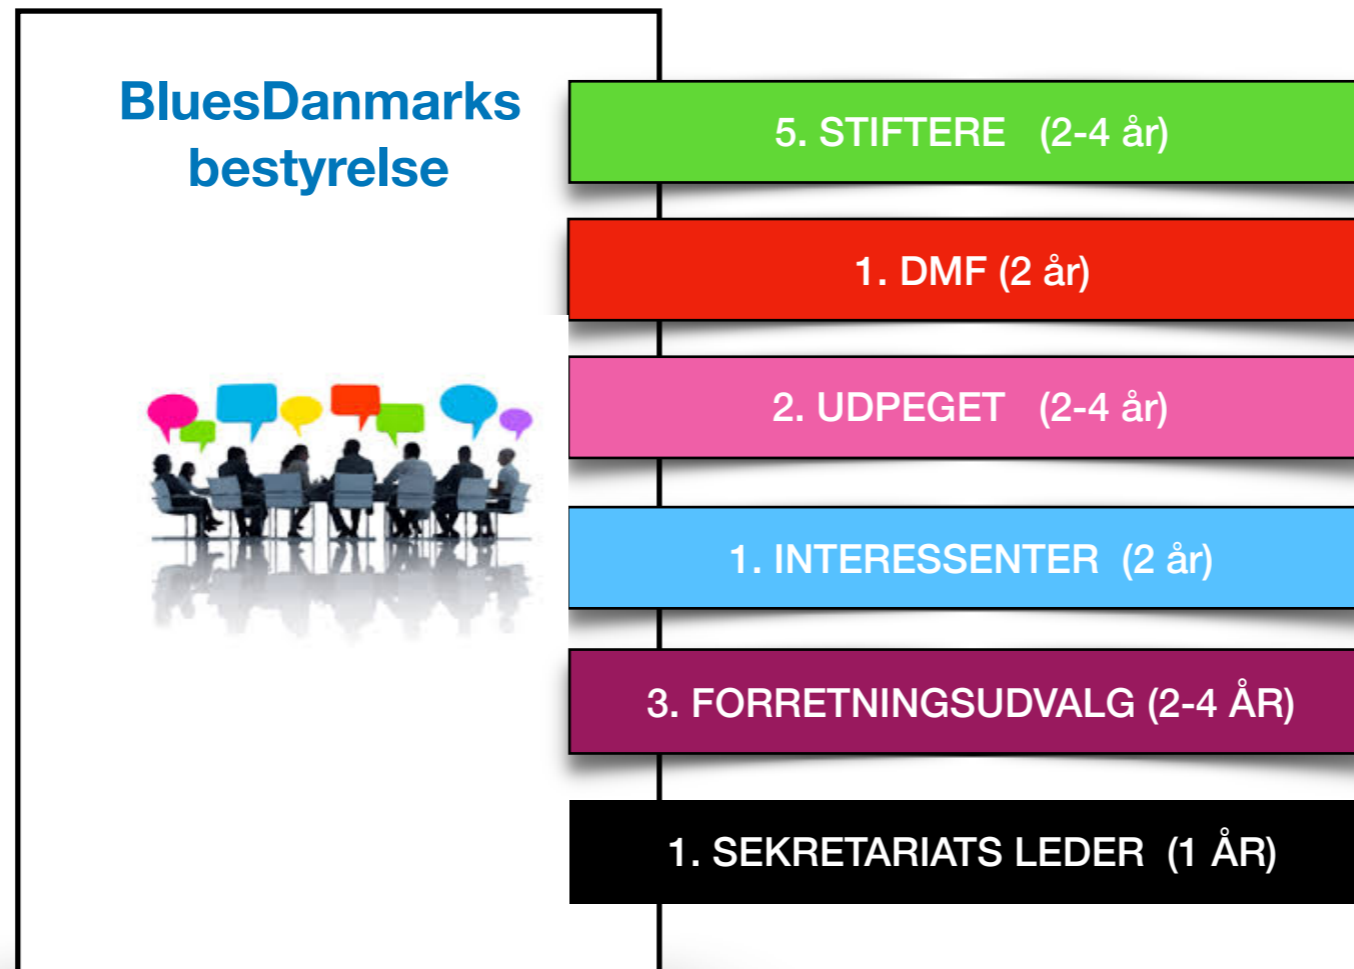 BluesDanmarks
bestyrelse
5. STIFTERE (2-4 år)
1. DMF (2 år)
2. UDPEGET (2-4 år)
1. INTERESSENTER (2 år)
3. FORRETNINGSUDVALG (2-4 ÅR)
1. SEKRETARIATS LEDER (1 ÅR)